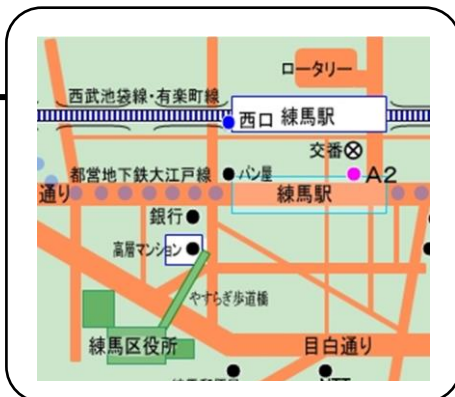 ロータリー
西武池袋線・有楽町線
西口 練馬駅
交番
都営地下鉄大江戸線
パン屋
A2
通り
練馬駅
銀行
高層マンション
やすらぎ歩道橋
練馬区役所
目白通り